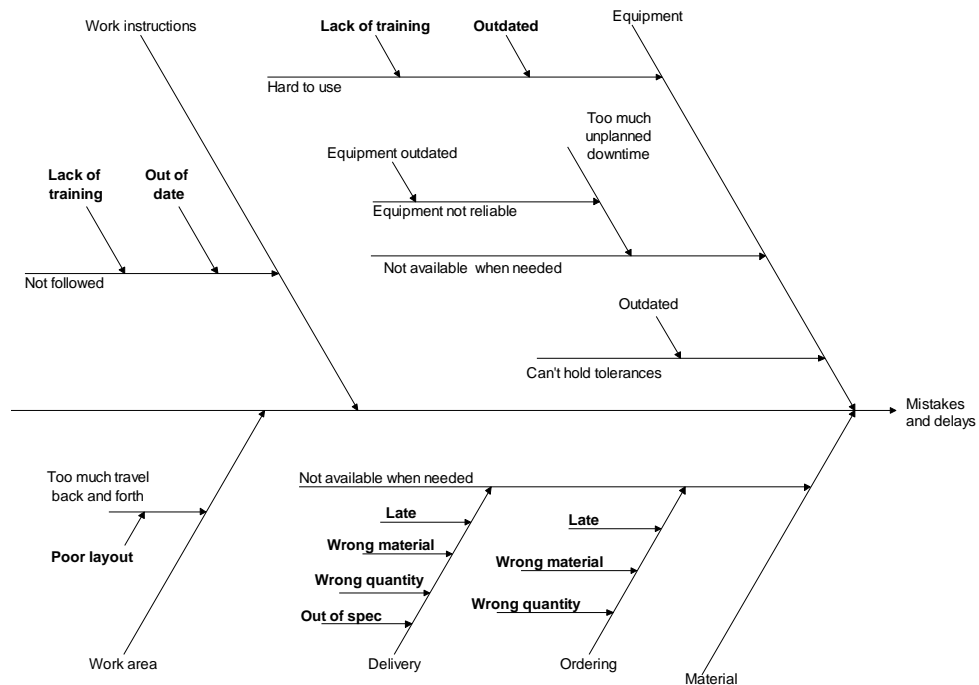 Work instructions
Lack of training
Outdated
Equipment
Hard to use
Too much
unplanned
downtime
Equipment outdated
Lack of
training
Out of
date
Equipment not reliable
Not available when needed
Not followed
Outdated
Can't hold tolerances
Mistakes
and delays
Too much travel
back and forth
Poor layout
Work area
Not available when needed
Late
Wrong material
Wrong quantity
Out of spec
Delivery
Late
Wrong material
Wrong quantity
Ordering
Material